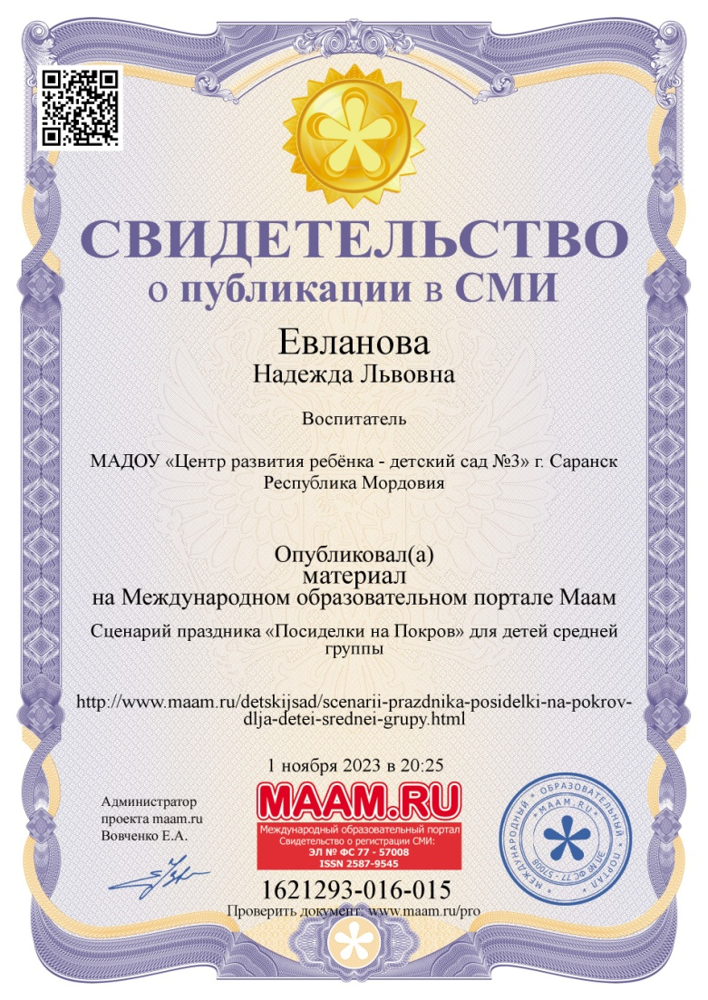 СВИДЕТЕЛЬСТВО
о публикации в СМИ
Евланова
Надежда Львовна
Воспитатель
МАДОУ «Центр развития ребёнка - детский сад №3» г. Саранск
Республика Мордовия
Опубликовал(а)
материал
на Международном образовательном портале Маам
Сценарий праздника «Посиделки на Покров» для детей средней
группы
http://www.maam.ru/detskijsad/scenarii-prazdnika-posidelki-na-pokrov-
dlja-detei-srednei-grupy.html
1 ноября 2023 в 20:25
Администратор
проекта maam.ru
Вовченко Е.А.
MAAM.RU
Международный образовательный портал
Свидетельство о регистрации СМИ:
ЭЛ № ФС 77 - 57008
ISSN 2587-9545
* МЕЖДУНАРОДНЫЙ * ОБРАЗОВАТЕЛЬНЫЙ * ПОРТАЛ *
* MAAM.RU * ЭЛ № ФС 77 - 57008
1621293-016-015
Проверить документ: www.maam.ru/pro